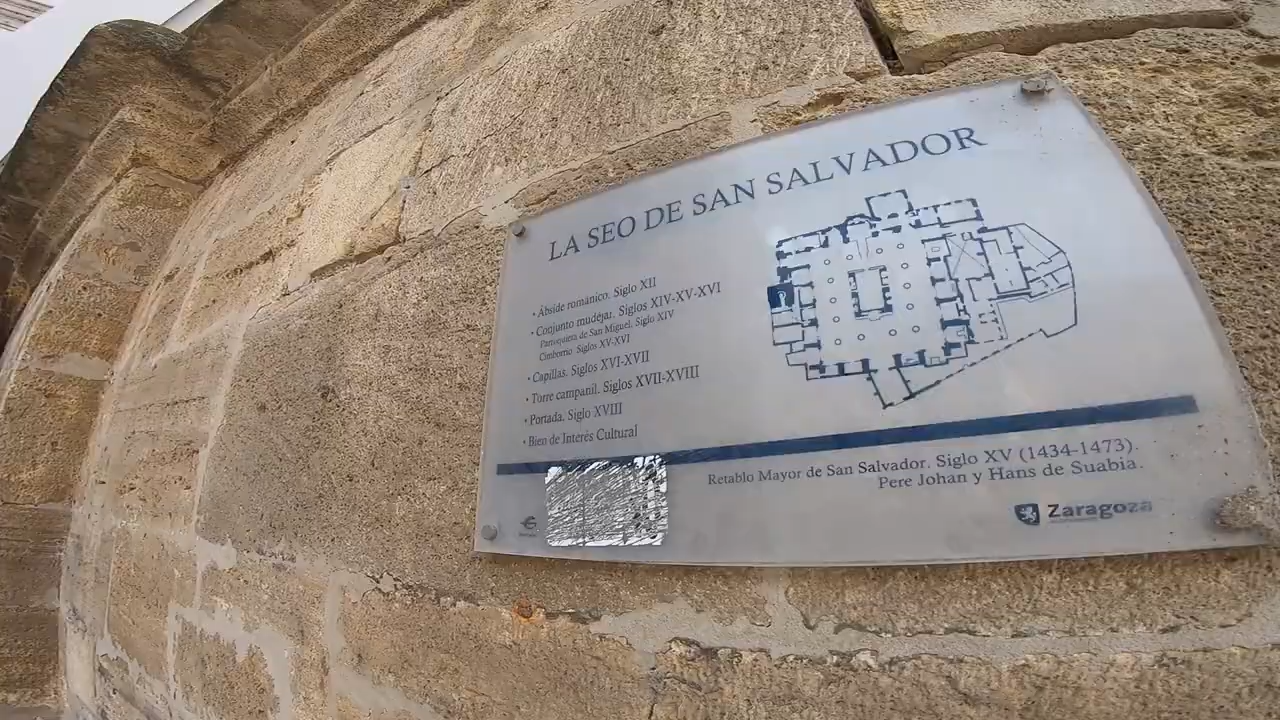 LA SEO DE SAN SALVADOR
• Ábside románico. Siglo XII
• Conjunto mudéjar. Siglos XIV-XV-XVI
Parroquieta de San Miguel. Siglo XIV
Cimborrio. Siglos XV-XVI
• Capillas. Siglos XVI-XVII
• Torre campanil. Siglos XVII-XVIII
• Portada. Siglo XVIII
• Bien de Interés Cultural
Retablo Mayor de San Salvador. Siglo XV (1434-1473).
Pere Johan y Hans de Suabia.
Zaragoza